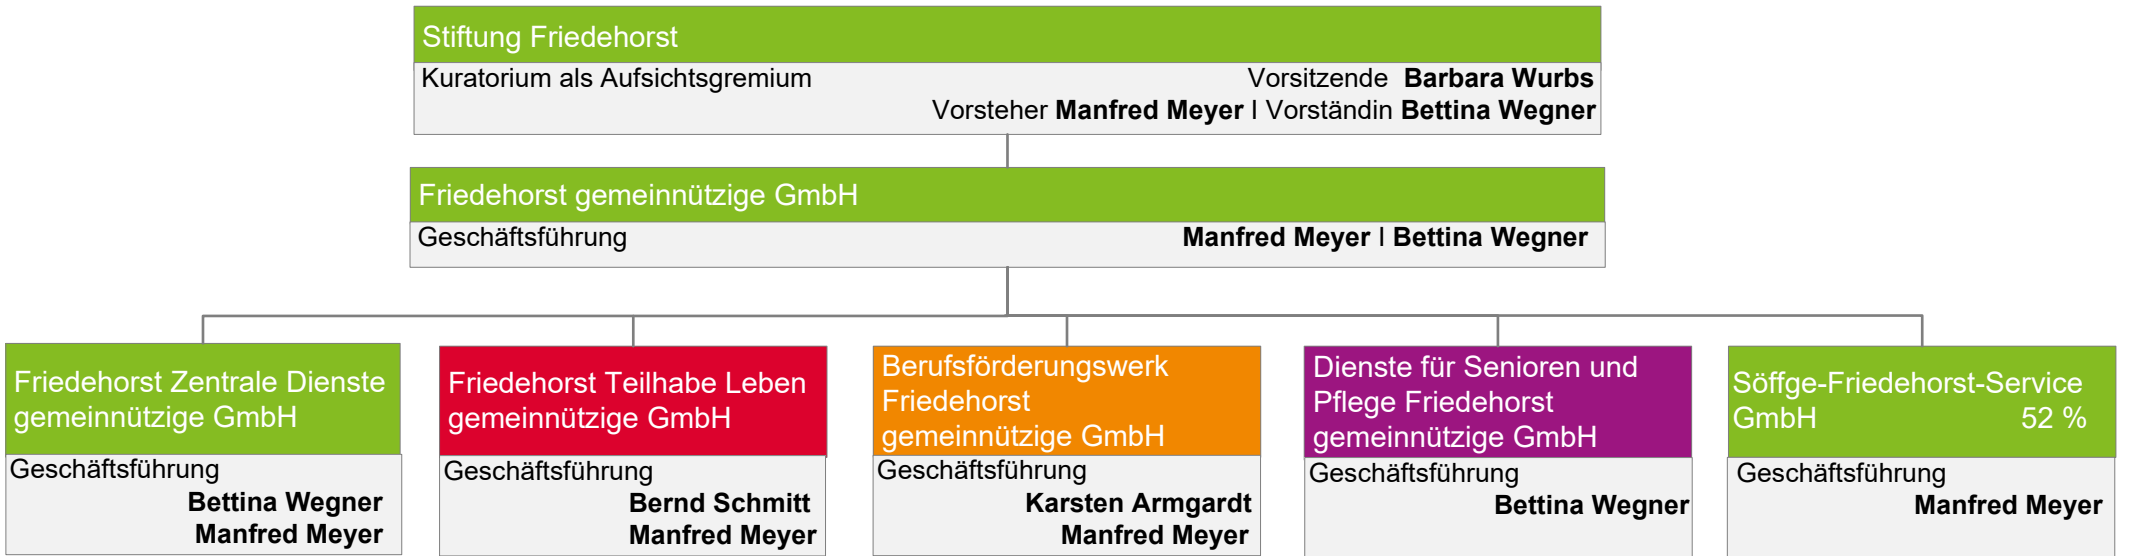 Stiftung Friedehorst
Kuratorium als Aufsichtsgremium Vorsitzende Barbara Wurbs
Vorsteher Manfred Meyer I Vorständin Bettina Wegner
Friedehorst gemeinnützige GmbH
Geschäftsführung Manfred Meyer I Bettina Wegner
Friedehorst Zentrale Dienste
gemeinnützige GmbH
Geschäftsführung
Bettina Wegner
Manfred Meyer
Friedehorst Teilhabe Leben
gemeinnützige GmbH
Geschäftsführung
Bernd Schmitt
Manfred Meyer
Berufsförderungswerk
Friedehorst
gemeinnützige GmbH
Geschäftsführung
Karsten Armgardt
Manfred Meyer
Dienste für Senioren und
Pflege Friedehorst
gemeinnützige GmbH
Geschäftsführung
Bettina Wegner
Söffge-Friedehorst-Service
GmbH 52 %
Geschäftsführung
Manfred Meyer